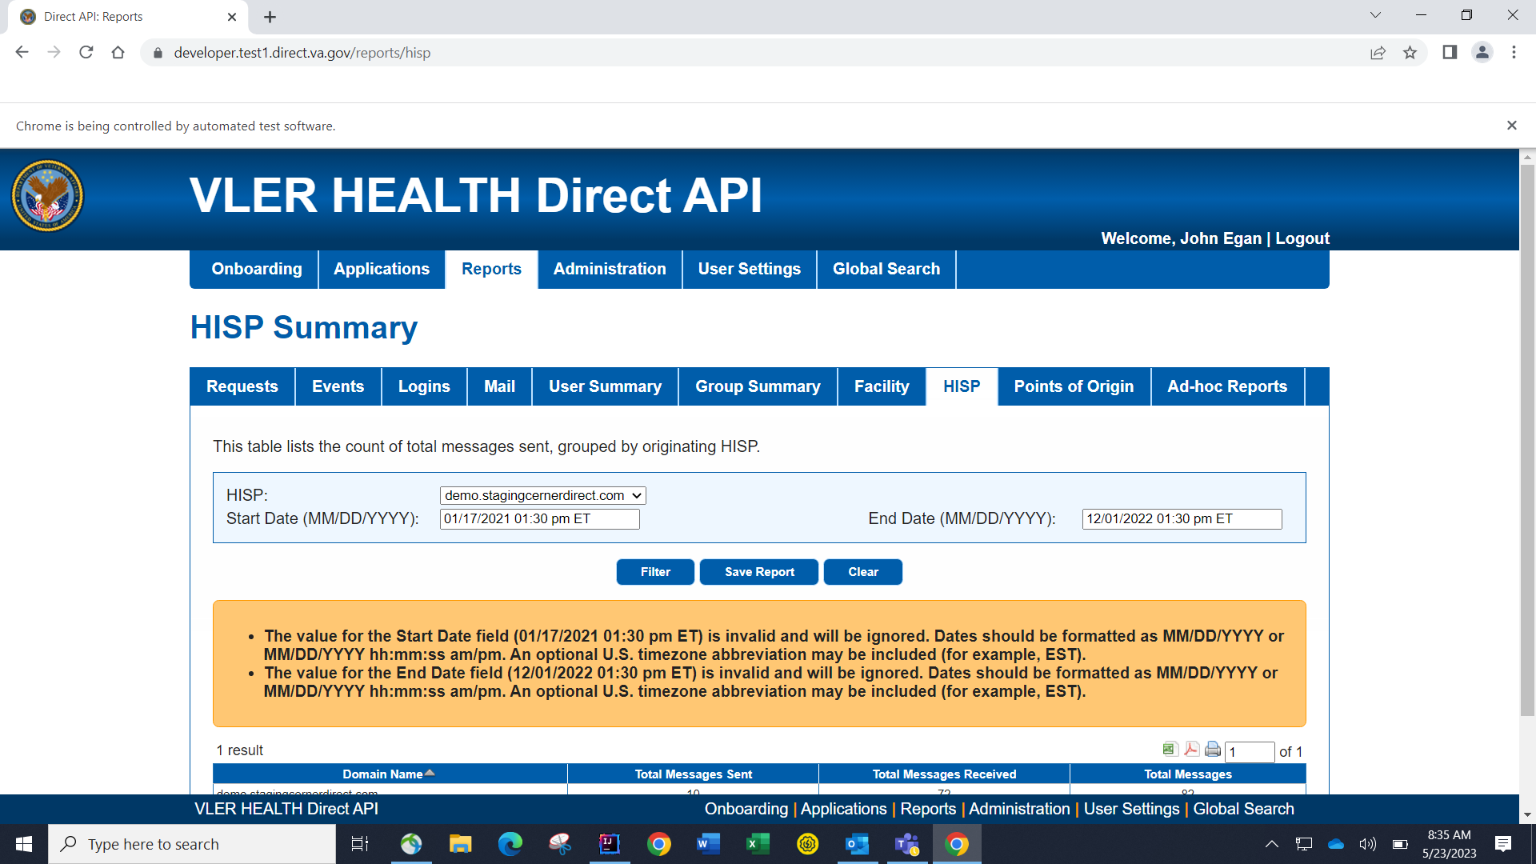 Direct API: Reports
developer.test1.direct.va.gov/reports/hisp
Chrome is being controlled by automated test software.
VLER HEALTH Direct API
Welcome, John Egan | Logout
Onboarding Applications Reports Administration User Settings Global Search
HISP Summary
Requests Events Logins Mail User Summary Group Summary Facility HISP Points of Origin Ad-hoc Reports
This table lists the count of total messages sent, grouped by originating HISP.
HISP: demo.stagingcernerdirect.com
Start Date (MM/DD/YYYY): 01/17/2021 01:30 pm ET End Date (MM/DD/YYYY): 12/01/2022 01:30 pm ET
Filter Save Report Clear
• The value for the Start Date field (01/17/2021 01:30 pm ET) is invalid and will be ignored. Dates should be formatted as MM/DD/YYYY or
MM/DD/YYYY hh:mm:ss am/pm. An optional U.S. timezone abbreviation may be included (for example, EST).
• The value for the End Date field (12/01/2022 01:30 pm ET) is invalid and will be ignored. Dates should be formatted as MM/DD/YYYY or
MM/DD/YYYY hh:mm:ss am/pm. An optional U.S. timezone abbreviation may be included (for example, EST).
1 result 1 of 1
Domain Name Total Messages Sent Total Messages Received Total Messages
demo.stagingcernerdirect.com 10 72 82
VLER HEALTH Direct API Onboarding | Applications | Reports | Administration | User Settings | Global Search
Type here to search
8:35 AM
5/23/2023